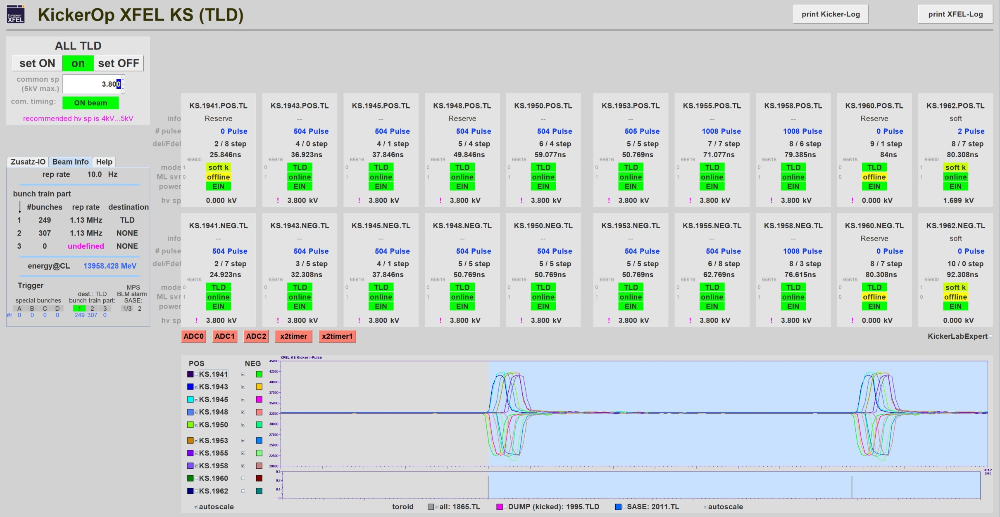 European
XFEL
KickerOp XFEL KS (TLD)
print Kicker-Log
print XFEL-Log
ALL TLD
set ON on set OFF
common sp
(5kV max.)
3.800
com. timing: ON beam
recommended hv sp is 4kV...5kV
Zusatz-IO Beam Info Help
rep rate 10.0 Hz
bunch train part
#bunches rep rate destination
1 249 1.13 MHz TLD
2 307 1.13 MHz NONE
3 0 undefined NONE
energy@CL 13958.428 MeV
Trigger
MPS
BLM alarm
SASE:
dest.: TLD
special bunches bunch train part:
A B C D 1 2 3 1/3 2
#r 0 0 0 0 249 307 0
KS.1941.POS.TL KS.1943.POS.TL KS.1945.POS.TL KS.1948.POS.TL KS.1950.POS.TL KS.1953.POS.TL KS.1955.POS.TL KS.1958.POS.TL KS.1960.POS.TL KS.1962.POS.TL
info Reserve -- -- Reserve -- -- -- -- Reserve soft
# pulse 0 Pulse 504 Pulse 504 Pulse 504 Pulse 504 Pulse 505 Pulse 1008 Pulse 1008 Pulse 0 Pulse 2 Pulse
del/Fdel 2 / 8 step 4 / 0 step 4 / 1 step 5 / 4 step 6 / 4 step 5 / 5 step 7 / 7 step 8 / 6 step 9 / 1 step 8 / 7 step
25.846ns 36.923ns 37.846ns 49.846ns 59.077ns 50.769ns 71.077ns 79.385ns 84ns 80.308ns
65600 65616 65616 65616 65616 65616 65616 65616 65616 65600
mode 1 soft k 0 TLD 0 TLD 0 TLD 0 TLD 0 TLD 0 TLD 0 TLD 0 TLD 1 soft k
ML svr 0 offline 1 online 1 online 1 online 1 online 1 online 1 online 1 online 0 offline 1 online
power EIN EIN EIN EIN EIN EIN EIN EIN EIN EIN
hv sp 0.000 kV ! 3.800 kV ! 3.800 kV ! 3.800 kV ! 3.800 kV ! 3.800 kV ! 3.800 kV ! 3.800 kV ! 0.000 kV 1.699 kV
KS.1941.NEG.TL KS.1943.NEG.TL KS.1945.NEG.TL KS.1948.NEG.TL KS.1950.NEG.TL KS.1953.NEG.TL KS.1955.NEG.TL KS.1958.NEG.TL KS.1960.NEG.TL KS.1962.NEG.TL
info -- -- -- -- -- -- -- -- Reserve soft
# pulse 504 Pulse 504 Pulse 504 Pulse 504 Pulse 504 Pulse 504 Pulse 504 Pulse 1008 Pulse 0 Pulse 0 Pulse
del/Fdel 2 / 7 step 3 / 5 step 4 / 1 step 5 / 5 step 5 / 5 step 5 / 5 step 6 / 8 step 8 / 3 step 8 / 7 step 10 / 0 step
24.923ns 32.308ns 37.846ns 50.769ns 50.769ns 50.769ns 62.769ns 76.615ns 80.308ns 92.308ns
65616 65616 65616 65616 65616 65616 65616 65616 65616 65600
mode 0 TLD 0 TLD 0 TLD 0 TLD 0 TLD 0 TLD 0 TLD 0 TLD 0 TLD 1 soft k
ML svr 1 online 1 online 1 online 1 online 1 online 1 online 1 online 1 online 0 offline 0 offline
power EIN EIN EIN EIN EIN EIN EIN EIN EIN EIN
hv sp ! 3.800 kV ! 3.800 kV ! 3.800 kV ! 3.800 kV ! 3.800 kV ! 3.800 kV ! 3.800 kV ! 3.800 kV ! 0.000 kV 0.000 kV
ADC0 ADC1 ADC2 x2timer x2timer1
KickerLabExpert
POS NEG
KS.1941
KS.1943
KS.1945
KS.1948
KS.1950
KS.1953
KS.1955
KS.1958
KS.1960
KS.1962
autoscale
XFEL KS Kicker i-Pulse
45000
42500
40000
37500
35000
32500
30000
27500
25000
22500
20000
801.2
[us]
0.3
0.2
0.1
0
toroid all: 1865.TL DUMP (kicked): 1995.TLD SASE: 2011.TL autoscale